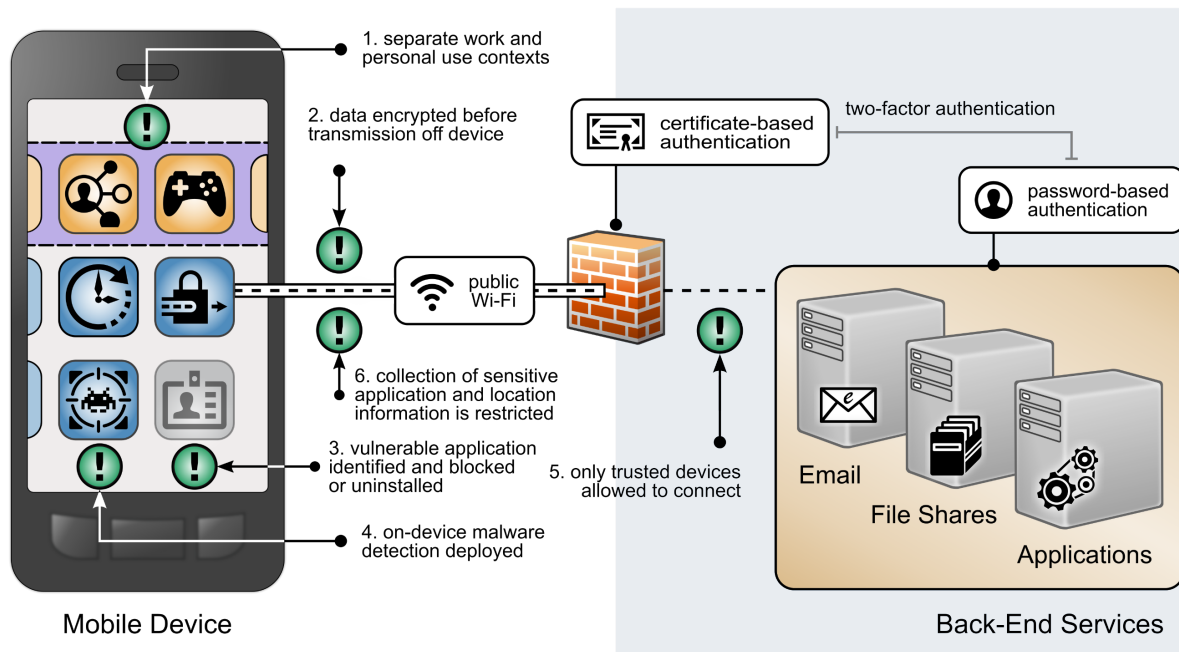 1. separate work and
personal use contexts
2. data encrypted before
transmission off device
certificate-based
authentication
two-factor authentication
password-based
authentication
public
Wi-Fi
6. collection of sensitive
application and location
information is restricted
3. vulnerable application
identified and blocked
or uninstalled
5. only trusted devices
allowed to connect
4. on-device malware
detection deployed
e
Email
File Shares
Applications
Mobile Device
Back-End Services